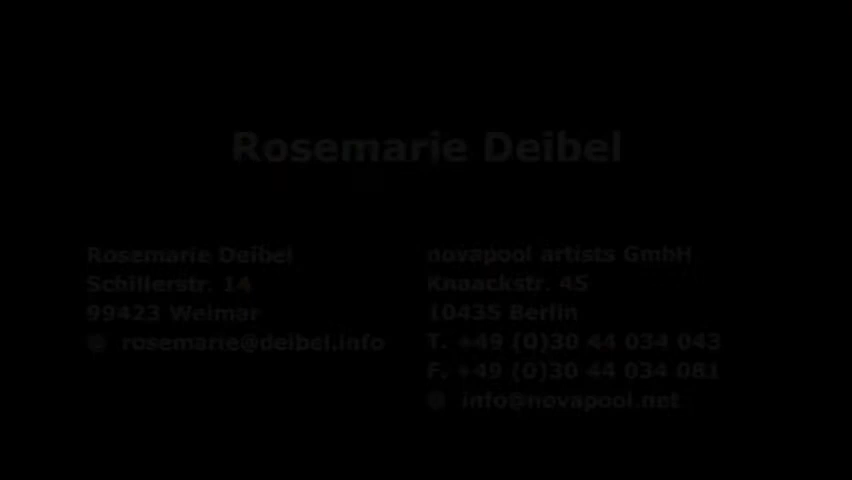 Rosemarie Deibel
Rosemarie Deibel
Schillerstr. 14
99423 Weimar
rosemarie@deibel.info
novapool artists GmbH
Knaackstr. 45
10435 Berlin
T. +49 (0)30 44 034 043
F. +49 (0)30 44 034 081
info@novapool.net